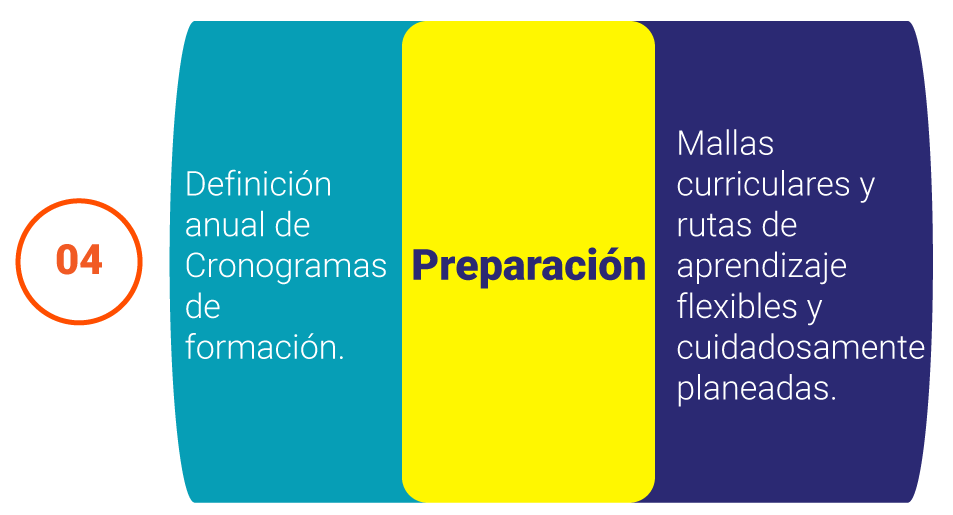 04
Definición
anual de
Cronogramas
de
formación.
Preparación
Mallas
curriculares y
rutas de
aprendizaje
flexibles y
cuidadosamente
planeadas.